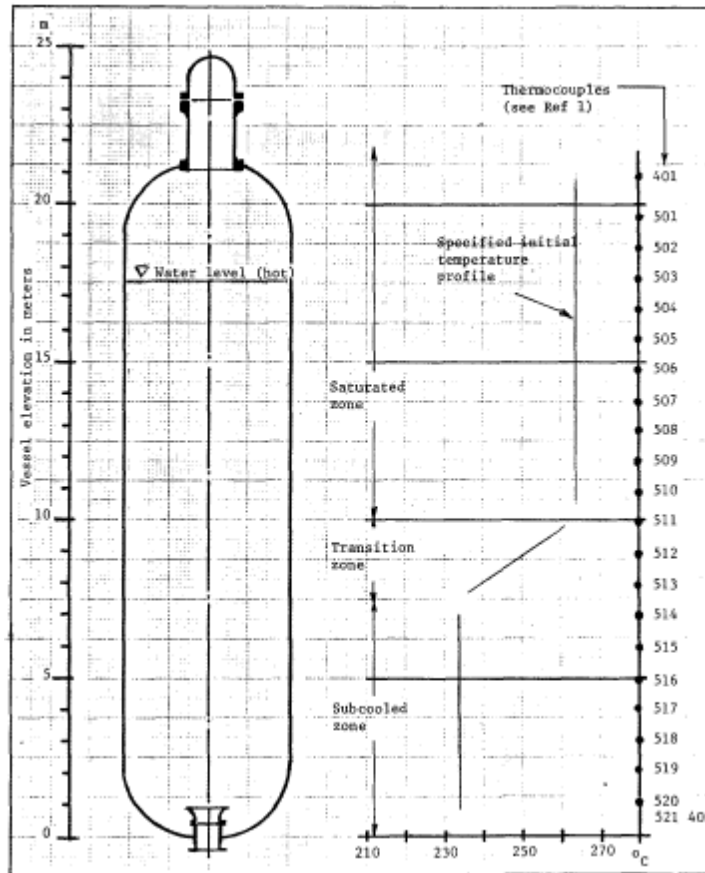 m
25
20
15
10
5
0
Vessel elevation in meters
Water level (hot)
Thermocouples
(see Ref 1)
Specified initial
temperature
profile
Saturated
zone
Transition
zone
Subcooled
zone
401
501
502
503
504
505
506
507
508
509
510
511
512
513
514
515
516
517
518
519
520
521 40
210
230
250
270
°C